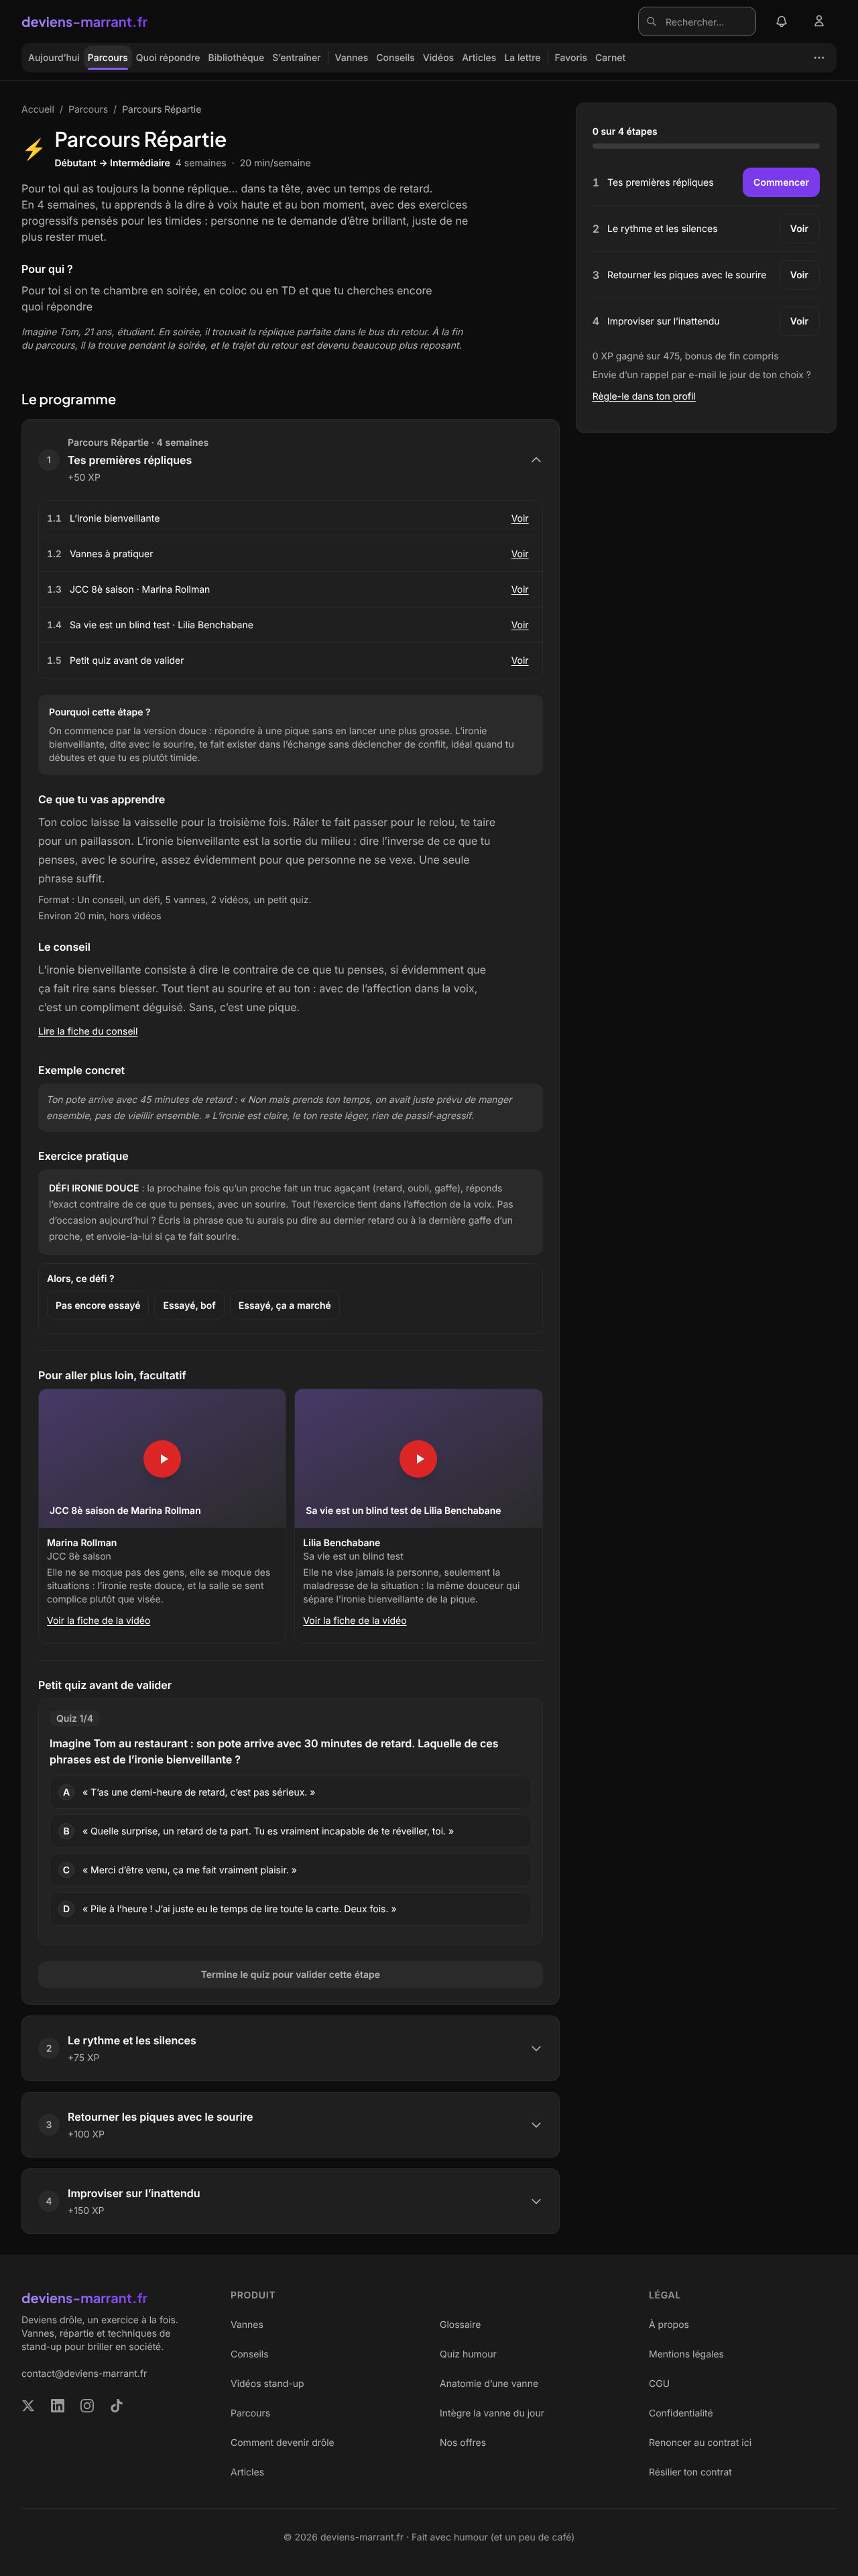 deviens-marrant.fr
Rechercher...
Aujourd'hui Parcours Quoi répondre Bibliothèque S'entraîner Vannes Conseils Vidéos Articles La lettre Favoris Carnet
Accueil / Parcours / Parcours Répartie
Parcours Répartie
Débutant → Intermédiaire 4 semaines · 20 min/semaine
Pour toi qui as toujours la bonne réplique… dans ta tête, avec un temps de retard.
En 4 semaines, tu apprends à la dire à voix haute et au bon moment, avec des exercices
progressifs pensés pour les timides : personne ne te demande d'être brillant, juste de ne
plus rester muet.
Pour qui ?
Pour toi si on te chambre en soirée, en coloc ou en TD et que tu cherches encore
quoi répondre
Imagine Tom, 21 ans, étudiant. En soirée, il trouvait la réplique parfaite dans le bus du retour. À la fin
du parcours, il la trouve pendant la soirée, et le trajet du retour est devenu beaucoup plus reposant.
0 sur 4 étapes
1 Tes premières répliques Commencer
2 Le rythme et les silences Voir
3 Retourner les piques avec le sourire Voir
4 Improviser sur l'inattendu Voir
0 XP gagné sur 475, bonus de fin compris
Envie d'un rappel par e-mail le jour de ton choix ?
Règle-le dans ton profil
Le programme
Parcours Répartie · 4 semaines
1 Tes premières répliques
+50 XP
1.1 L'ironie bienveillante Voir
1.2 Vannes à pratiquer Voir
1.3 JCC 8è saison · Marina Rollman Voir
1.4 Sa vie est un blind test · Lilia Benchabane Voir
1.5 Petit quiz avant de valider Voir
Pourquoi cette étape ?
On commence par la version douce : répondre à une pique sans en lancer une plus grosse. L'ironie
bienveillante, dite avec le sourire, te fait exister dans l'échange sans déclencher de conflit, idéal quand tu
débutes et que tu es plutôt timide.
Ce que tu vas apprendre
Ton coloc laisse la vaisselle pour la troisième fois. Râler te fait passer pour le relou, te taire
pour un paillasson. L'ironie bienveillante est la sortie du milieu : dire l'inverse de ce que tu
penses, avec le sourire, assez évidemment pour que personne ne se vexe. Une seule
phrase suffit.
Format : Un conseil, un défi, 5 vannes, 2 vidéos, un petit quiz.
Environ 20 min, hors vidéos
Le conseil
L'ironie bienveillante consiste à dire le contraire de ce que tu penses, si évidemment que
ça fait rire sans blesser. Tout tient au sourire et au ton : avec de l'affection dans la voix,
c'est un compliment déguisé. Sans, c'est une pique.
Lire la fiche du conseil
Exemple concret
Ton pote arrive avec 45 minutes de retard : « Non mais prends ton temps, on avait juste prévu de manger
ensemble, pas de vieillir ensemble. » L'ironie est claire, le ton reste léger, rien de passif-agressif.
Exercice pratique
DÉFI IRONIE DOUCE : la prochaine fois qu'un proche fait un truc agaçant (retard, oubli, gaffe), réponds
l'exact contraire de ce que tu penses, avec un sourire. Tout l'exercice tient dans l'affection de la voix. Pas
d'occasion aujourd'hui ? Écris la phrase que tu aurais pu dire au dernier retard ou à la dernière gaffe d'un
proche, et envoie-la-lui si ça te fait sourire.
Alors, ce défi ?
Pas encore essayé Essayé, bof Essayé, ça a marché
Pour aller plus loin, facultatif
JCC 8è saison de Marina Rollman
Marina Rollman
JCC 8è saison
Elle ne se moque pas des gens, elle se moque des
situations : l'ironie reste douce, et la salle se sent
complice plutôt que visée.
Voir la fiche de la vidéo
Sa vie est un blind test de Lilia Benchabane
Lilia Benchabane
Sa vie est un blind test
Elle ne vise jamais la personne, seulement la
maladresse de la situation : la même douceur qui
sépare l'ironie bienveillante de la pique.
Voir la fiche de la vidéo
Petit quiz avant de valider
Quiz 1/4
Imagine Tom au restaurant : son pote arrive avec 30 minutes de retard. Laquelle de ces
phrases est de l'ironie bienveillante ?
A « T'as une demi-heure de retard, c'est pas sérieux. »
B « Quelle surprise, un retard de ta part. Tu es vraiment incapable de te réveiller, toi. »
C « Merci d'être venu, ça me fait vraiment plaisir. »
D « Pile à l'heure ! J'ai juste eu le temps de lire toute la carte. Deux fois. »
Termine le quiz pour valider cette étape
2 Le rythme et les silences
+75 XP
3 Retourner les piques avec le sourire
+100 XP
4 Improviser sur l'inattendu
+150 XP
deviens-marrant.fr
Deviens drôle, un exercice à la fois.
Vannes, répartie et techniques de
stand-up pour briller en société.
contact@deviens-marrant.fr
PRODUIT
Vannes
Conseils
Vidéos stand-up
Parcours
Comment devenir drôle
Articles
Glossaire
Quiz humour
Anatomie d'une vanne
Intègre la vanne du jour
Nos offres
LÉGAL
À propos
Mentions légales
CGU
Confidentialité
Renoncer au contrat ici
Résilier ton contrat
© 2026 deviens-marrant.fr · Fait avec humour (et un peu de café)